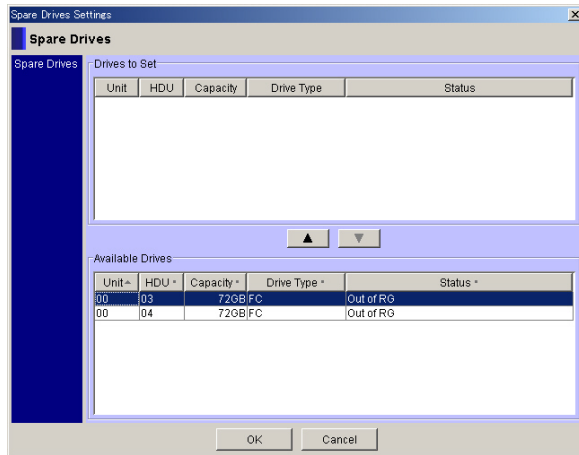 Spare Drives Settings
Spare Drives
Spare Drives
Drives to Set
Unit HDU Capacity Drive Type Status
Available Drives
Unit HDU Capacity Drive Type Status
00 03 72GB FC Out of RG
00 04 72GB FC Out of RG
OK Cancel